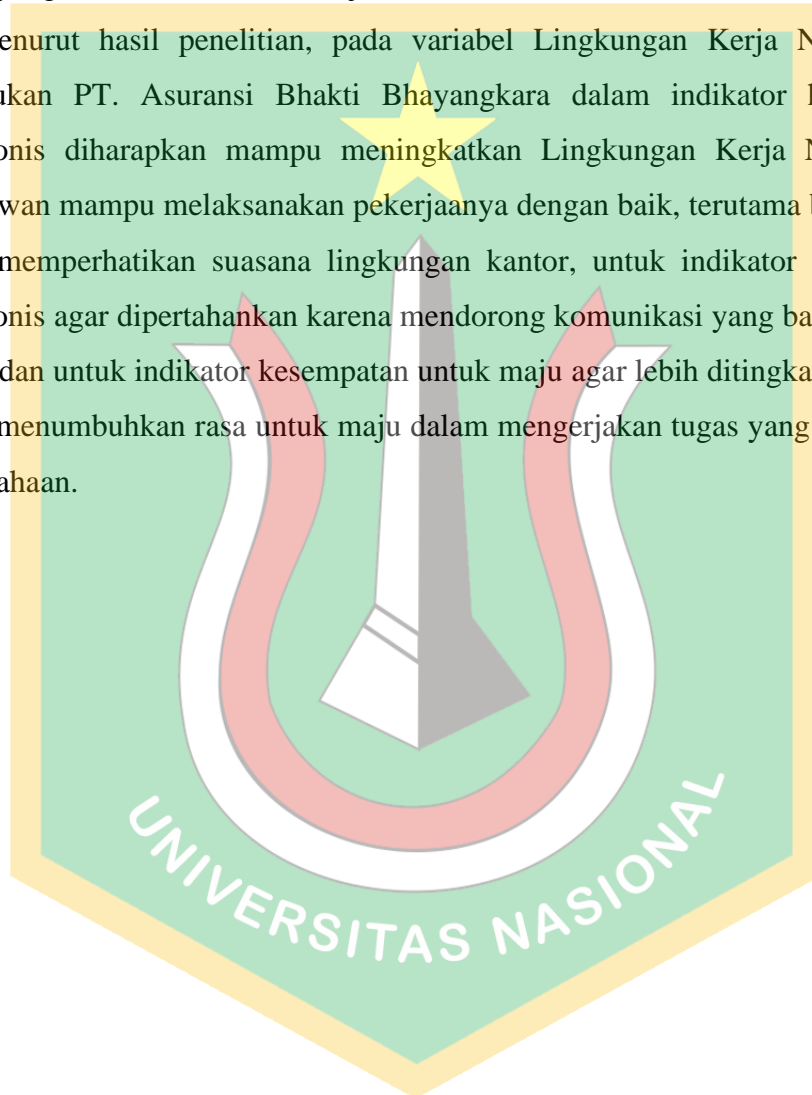 enurut hasil penelitian, pada variabel Lingkungan Kerja N
ukan PT. Asuransi Bhakti Bhayangkara dalam indikator
onis diharapkan mampu meningkatkan Lingkungan Kerja N
wan mampu melaksanakan pekerjaanya dengan baik, terutama
memperhatikan suasana lingkungan kantor, untuk indikator
onis agar dipertahankan karena mendorong komunikasi yang ba
dan untuk indikator kesempatan untuk maju agar lebih ditingka
menumbuhkan rasa untuk maju dalam mengerjakan tugas yang
ahaan.
UNIVERSITAS NASIONAL